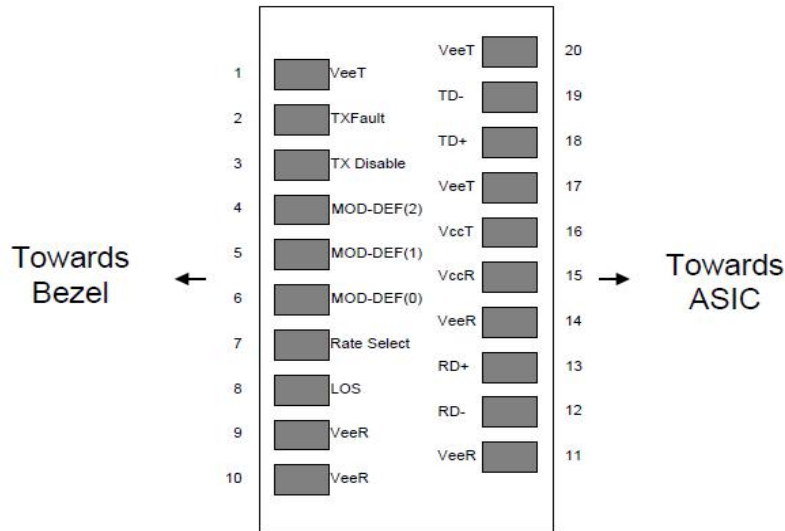 VeeT 20
1 VeeT
TD- 19
2 TXFault
TD+ 18
3 TX Disable
VeeT 17
4 MOD-DEF(2)
VccT 16
5 MOD-DEF(1)
Towards
Bezel
VccR 15
Towards
ASIC
6 MOD-DEF(0)
VeeR 14
7 Rate Select
RD+ 13
8 LOS
RD- 12
9 VeeR
VeeR 11
10 VeeR